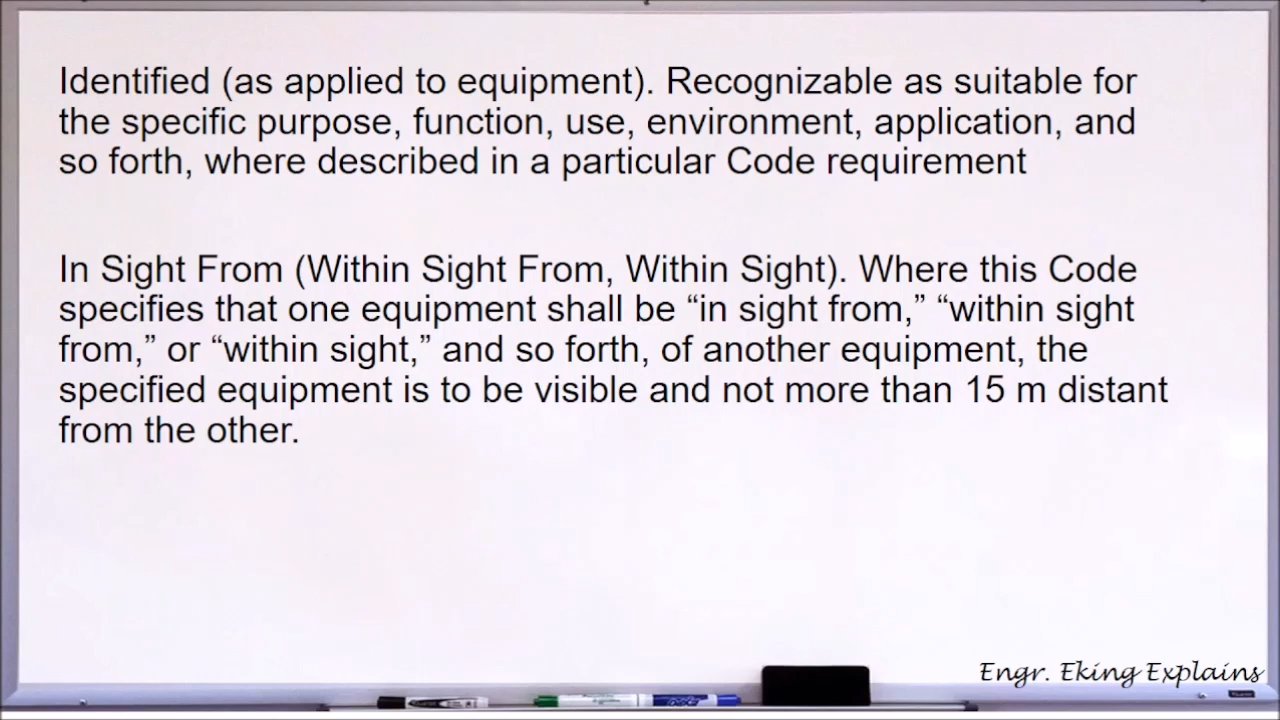 Identified (as applied to equipment). Recognizable as suitable for
the specific purpose, function, use, environment, application, and
so forth, where described in a particular Code requirement
In Sight From (Within Sight From, Within Sight). Where this Code
specifies that one equipment shall be “in sight from,” “within sight
from,” or “within sight,” and so forth, of another equipment, the
specified equipment is to be visible and not more than 15 m distant
from the other.
Engr. Eking Explains